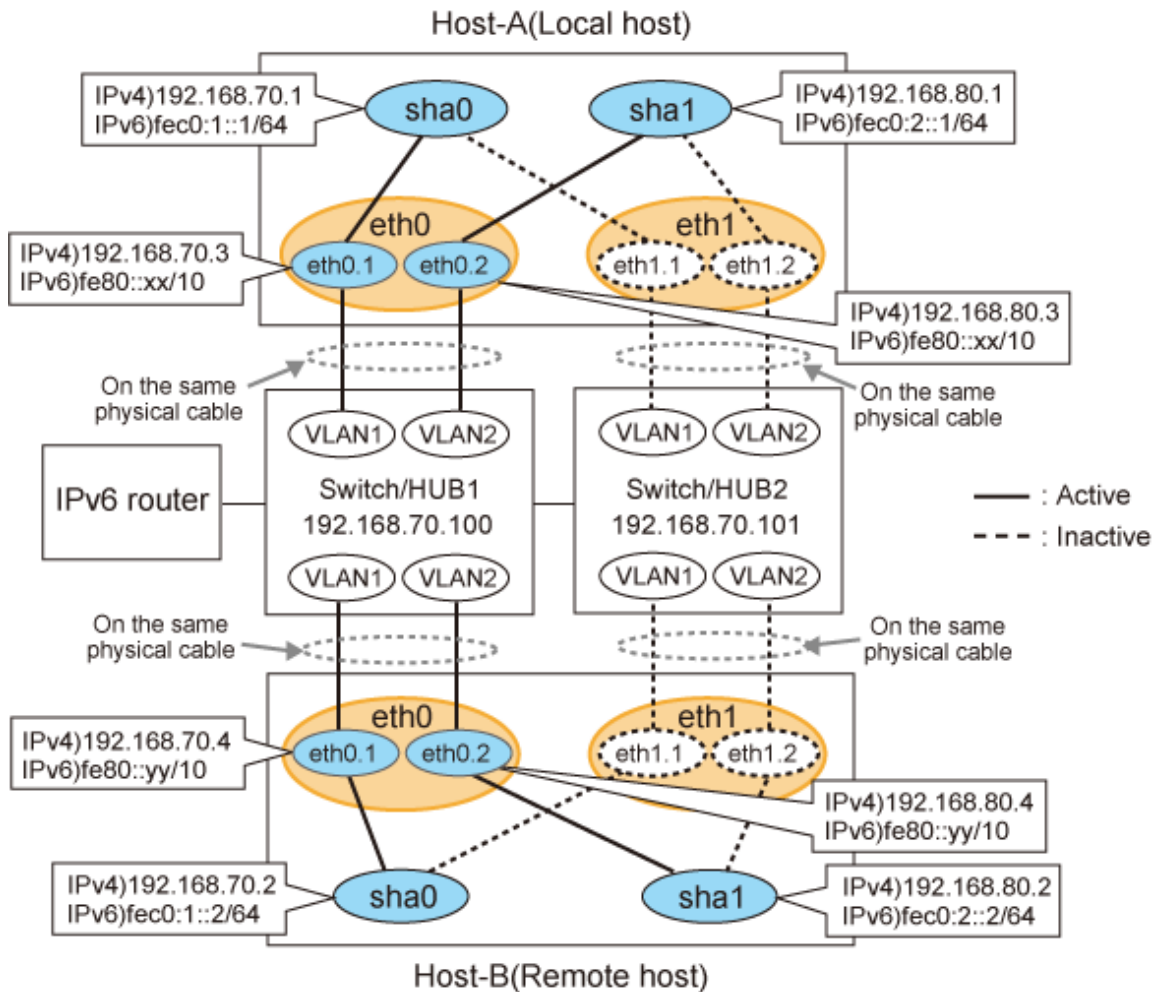 Host-A(Local host)
IPv4)192.168.70.1
IPv6)fec0:1::1/64
sha0
sha1
IPv4)192.168.80.1
IPv6)fec0:2::1/64
eth0
eth1
IPv4)192.168.70.3
IPv6)fe80::xx/10
eth0.1
eth0.2
eth1.1
eth1.2
IPv4)192.168.80.3
IPv6)fe80::xx/10
On the same
physical cable
On the same
physical cable
VLAN1
VLAN2
VLAN1
VLAN2
IPv6 router
Switch/HUB1
192.168.70.100
Switch/HUB2
192.168.70.101
: Active
: Inactive
VLAN1
VLAN2
VLAN1
VLAN2
On the same
physical cable
On the same
physical cable
eth0
eth1
IPv4)192.168.70.4
IPv6)fe80::yy/10
eth0.1
eth0.2
eth1.1
eth1.2
IPv4)192.168.80.4
IPv6)fe80::yy/10
IPv4)192.168.70.2
IPv6)fec0:1::2/64
sha0
sha1
IPv4)192.168.80.2
IPv6)fec0:2::2/64
Host-B(Remote host)